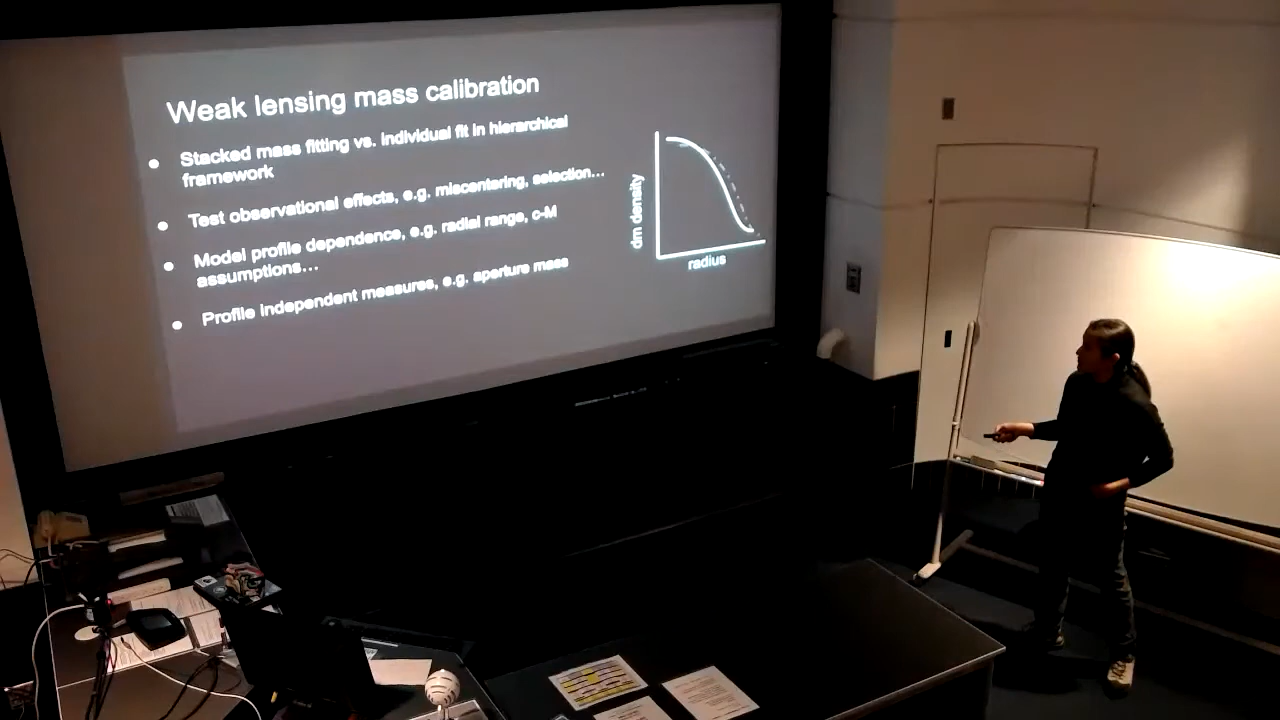 Weak lensing mass calibration
Stacked mass fitting vs. individual fit in hierarchical
framework
Test observational effects, e.g. miscentering, selection...
Model profile dependence, e.g. radial range, c-M
assumptions...
Profile independent measures, e.g. aperture mass
dm density
radius